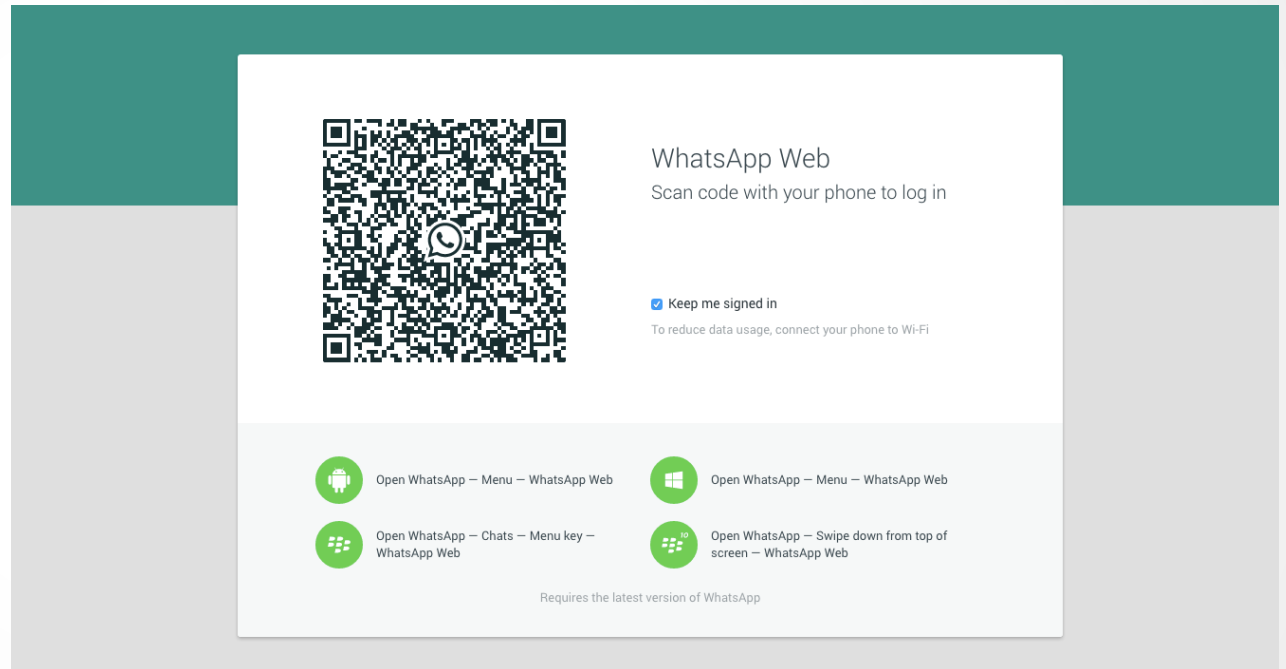 WhatsApp Web
Scan code with your phone to log in
Keep me signed in
To reduce data usage, connect your phone to Wi-Fi
Open WhatsApp — Menu — WhatsApp Web
Open WhatsApp — Menu — WhatsApp Web
Open WhatsApp — Chats — Menu key —
WhatsApp Web
10
Open WhatsApp — Swipe down from top of
screen — WhatsApp Web
Requires the latest version of WhatsApp